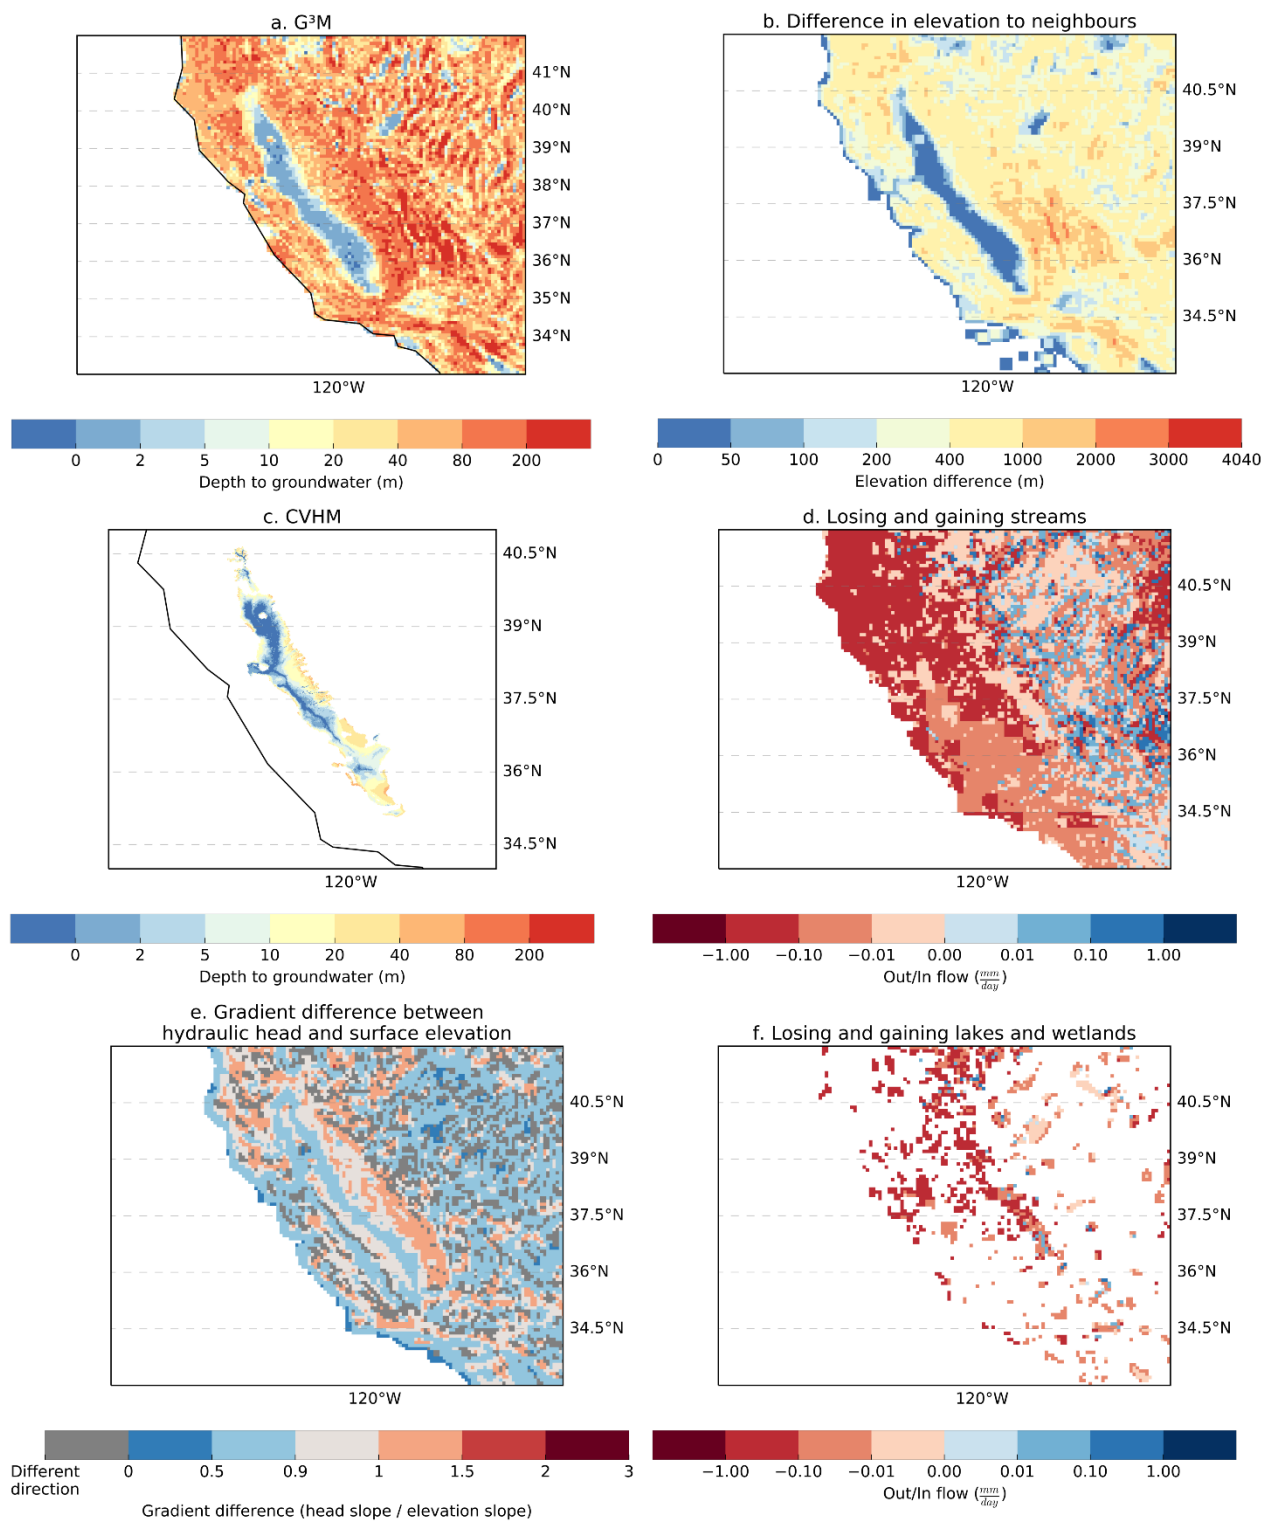 a. G³M
41°N
40°N
39°N
38°N
37°N
36°N
35°N
34°N
120°W
0 2 5 10 20 40 80 200
Depth to groundwater (m)
b. Difference in elevation to neighbours
40.5°N
39°N
37.5°N
36°N
34.5°N
120°W
0 50 100 200 400 1000 2000 3000 4040
Elevation difference (m)
c. CVHM
40.5°N
39°N
37.5°N
36°N
34.5°N
120°W
0 2 5 10 20 40 80 200
Depth to groundwater (m)
d. Losing and gaining streams
40.5°N
39°N
37.5°N
36°N
34.5°N
120°W
−1.00 −0.10 −0.01 0.00 0.01 0.10 1.00
Out/In flow (mm/day)
e. Gradient difference between
hydraulic head and surface elevation
40.5°N
39°N
37.5°N
36°N
34.5°N
120°W
Different
direction
0 0.5 0.9 1 1.5 2 3
Gradient difference (head slope / elevation slope)
f. Losing and gaining lakes and wetlands
40.5°N
39°N
37.5°N
36°N
34.5°N
120°W
−1.00 −0.10 −0.01 0.00 0.01 0.10 1.00
Out/In flow (mm/day)